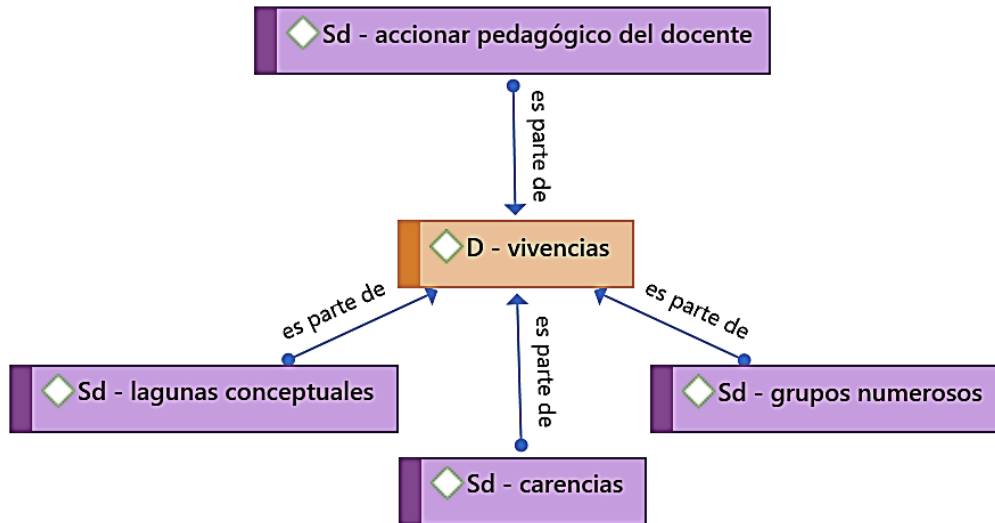 Sd - accionar pedagógico del docente
es parte de
D - vivencias
es parte de
es parte de
es parte de
Sd - lagunas conceptuales
Sd - grupos numerosos
Sd - carencias